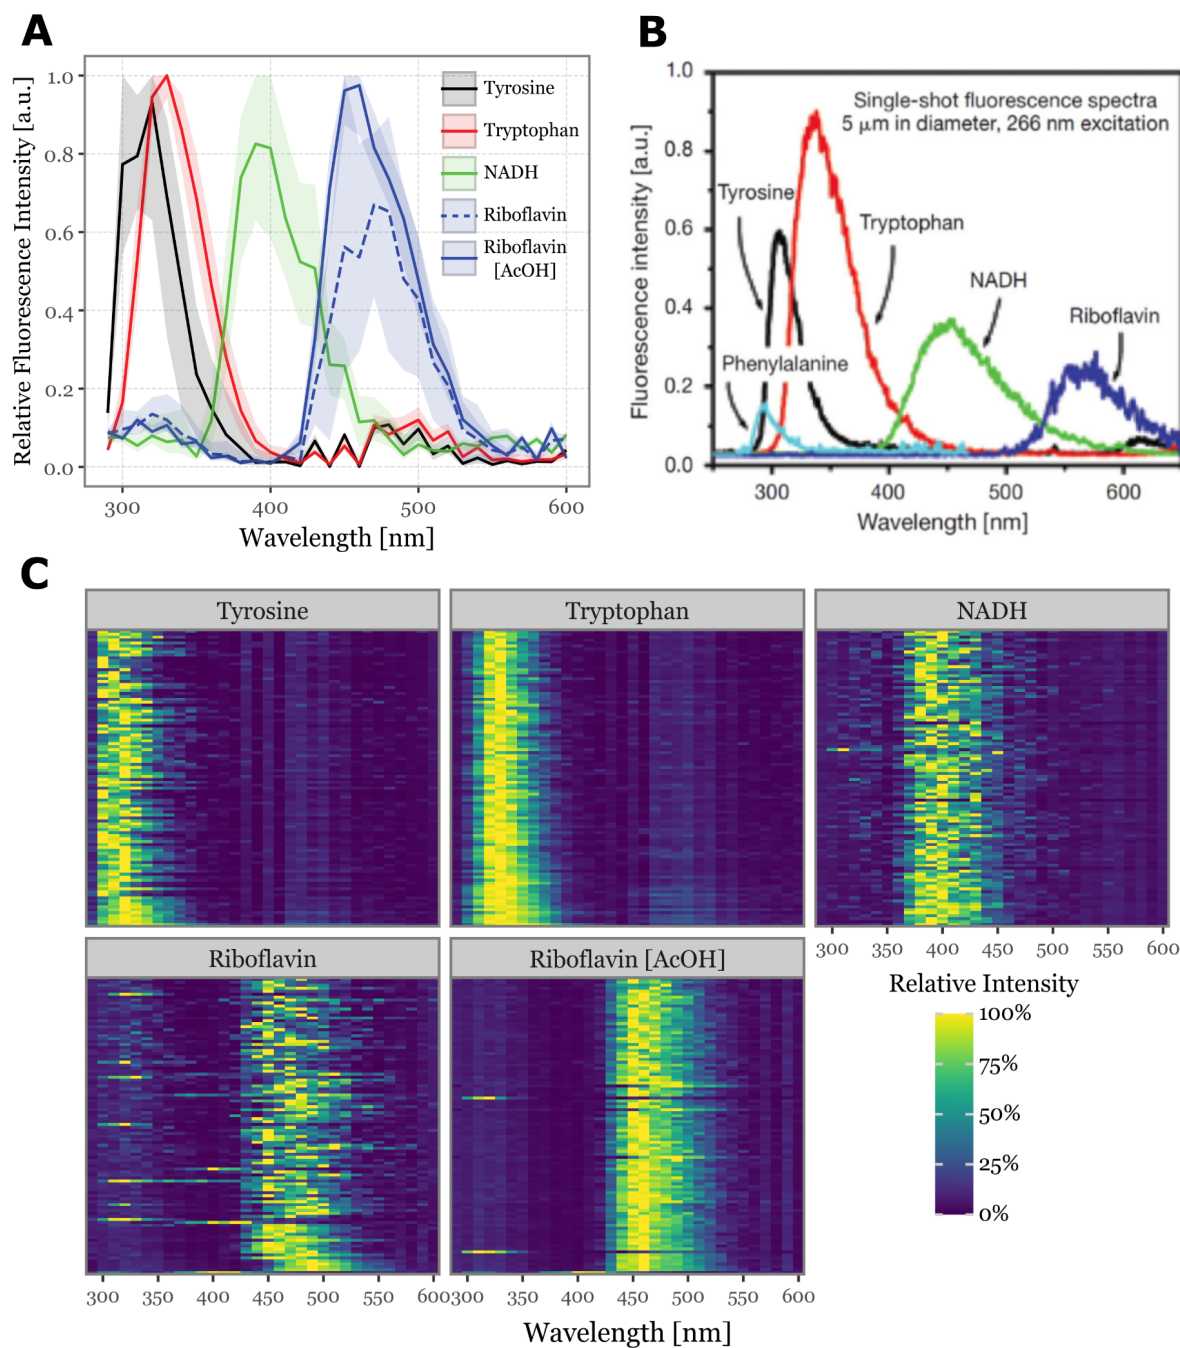 A
Relative Fluorescence Intensity [a.u.]
1.0
0.8
0.6
0.4
0.2
0.0
300
400
500
600
Wavelength [nm]
Tyrosine
Tryptophan
NADH
Riboflavin
Riboflavin
[AcOH]
B
Fluorescence intensity [a.u.]
1.0
0.8
0.6
0.4
0.2
0.0
Single-shot fluorescence spectra
5 μm in diameter, 266 nm excitation
Tyrosine
Tryptophan
NADH
Riboflavin
Phenylalanine
300
400
500
600
Wavelength [nm]
C
Tyrosine
Tryptophan
NADH
300 350 400 450 500 550 600
Riboflavin
Riboflavin [AcOH]
300 350 400 450 500 550 600
300 350 400 450 500 550 600
Wavelength [nm]
Relative Intensity
100%
75%
50%
25%
0%